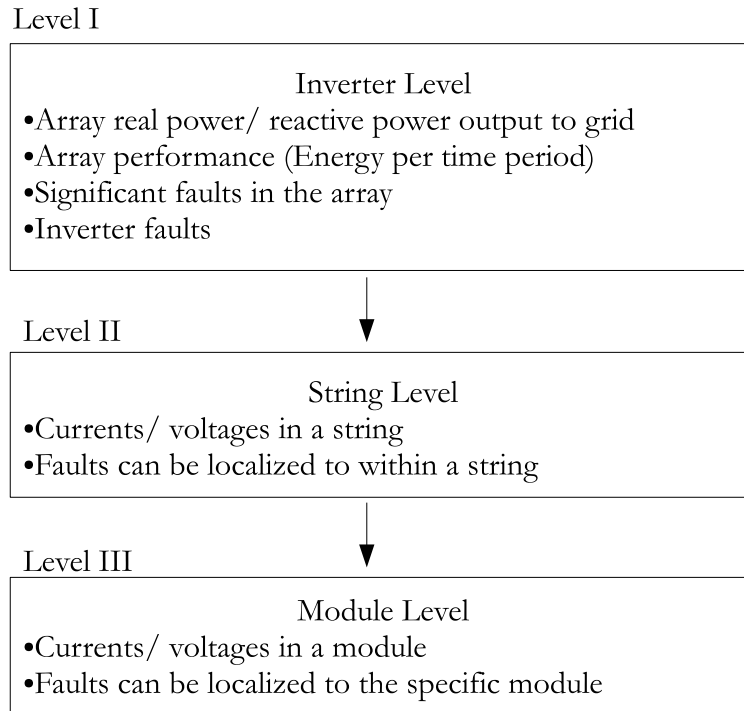 Level I
Inverter Level
•Array real power/ reactive power output to grid
•Array performance (Energy per time period)
•Significant faults in the array
•Inverter faults
Level II
String Level
•Currents/ voltages in a string
•Faults can be localized to within a string
Level III
Module Level
•Currents/ voltages in a module
•Faults can be localized to the specific module